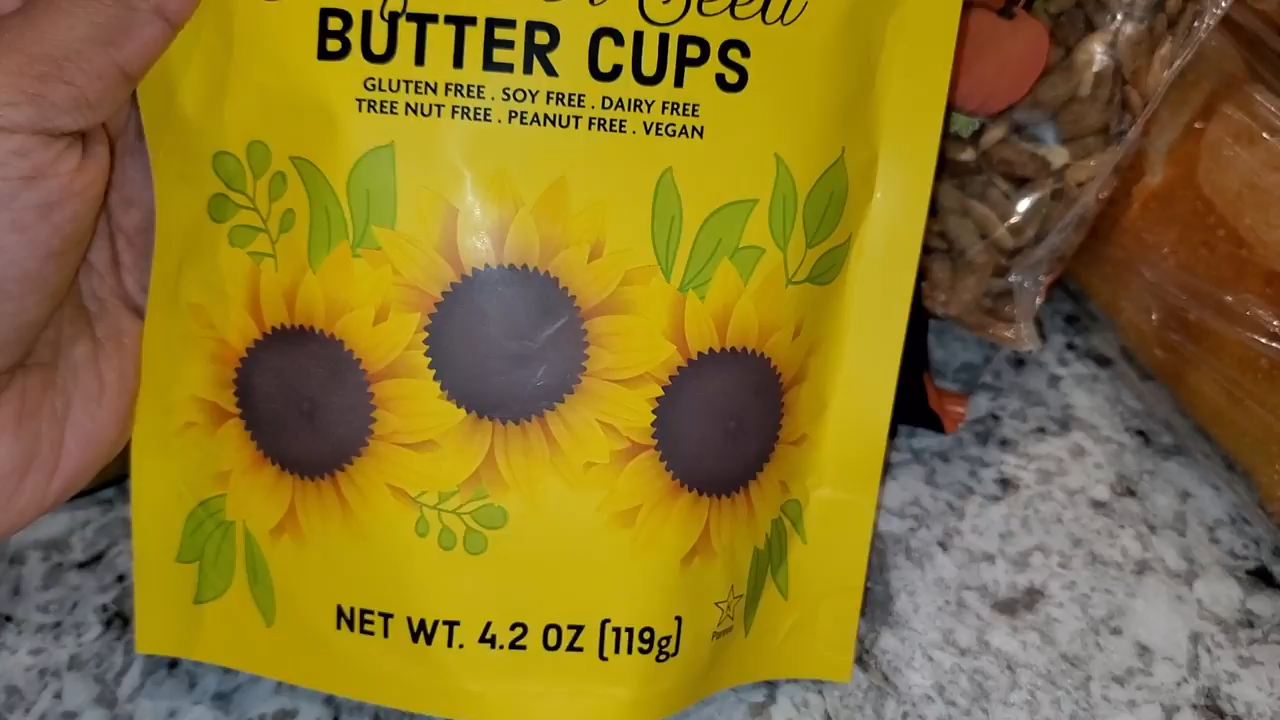 Seed
BUTTER CUPS
GLUTEN FREE . SOY FREE . DAIRY FREE
TREE NUT FREE . PEANUT FREE . VEGAN
NET WT. 4.2 OZ (119g)
K